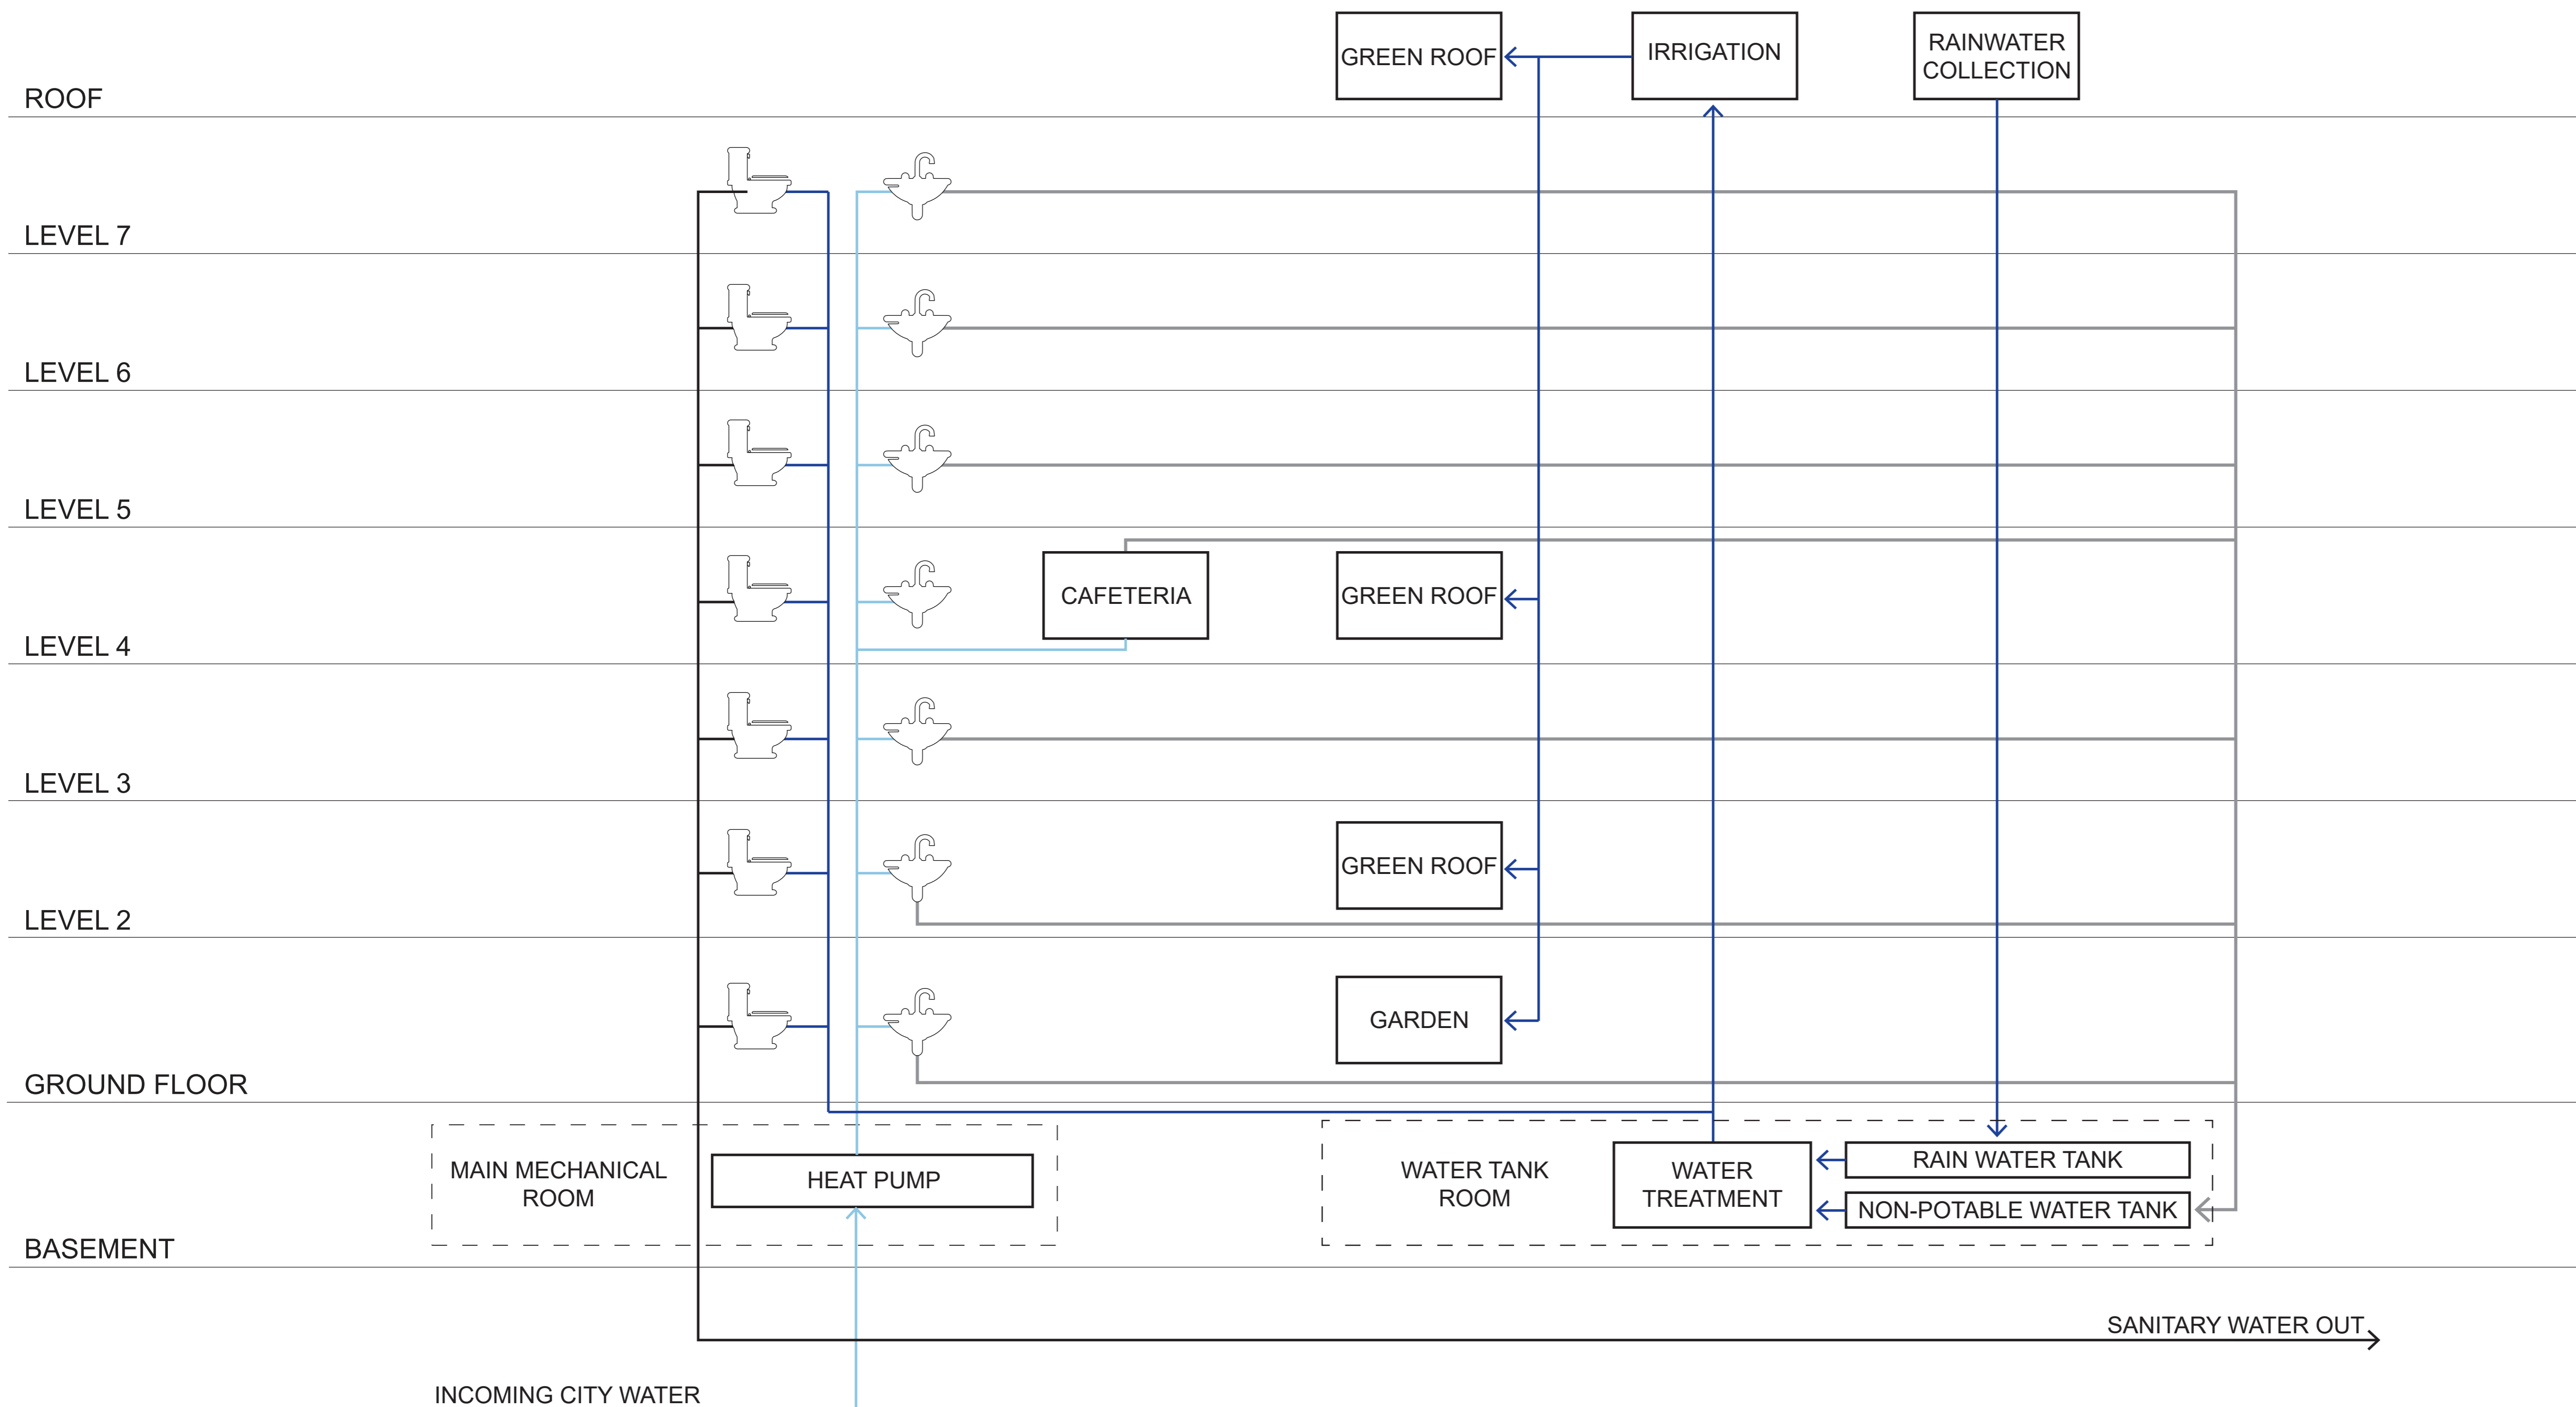 GREEN ROOF
IRRIGATION
RAINWATER
COLLECTION
ROOF
LEVEL 7
LEVEL 6
LEVEL 5
CAFETERIA
GREEN ROOF
LEVEL 4
LEVEL 3
GREEN ROOF
LEVEL 2
GARDEN
GROUND FLOOR
MAIN MECHANICAL
ROOM
HEAT PUMP
WATER TANK
ROOM
WATER
TREATMENT
RAIN WATER TANK
NON-POTABLE WATER TANK
BASEMENT
SANITARY WATER OUT
INCOMING CITY WATER